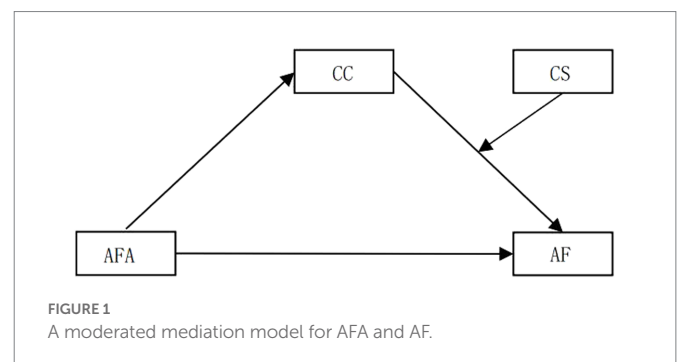 CC
CS
AFA
AF
FIGURE 1
A moderated mediation model for AFA and AF.